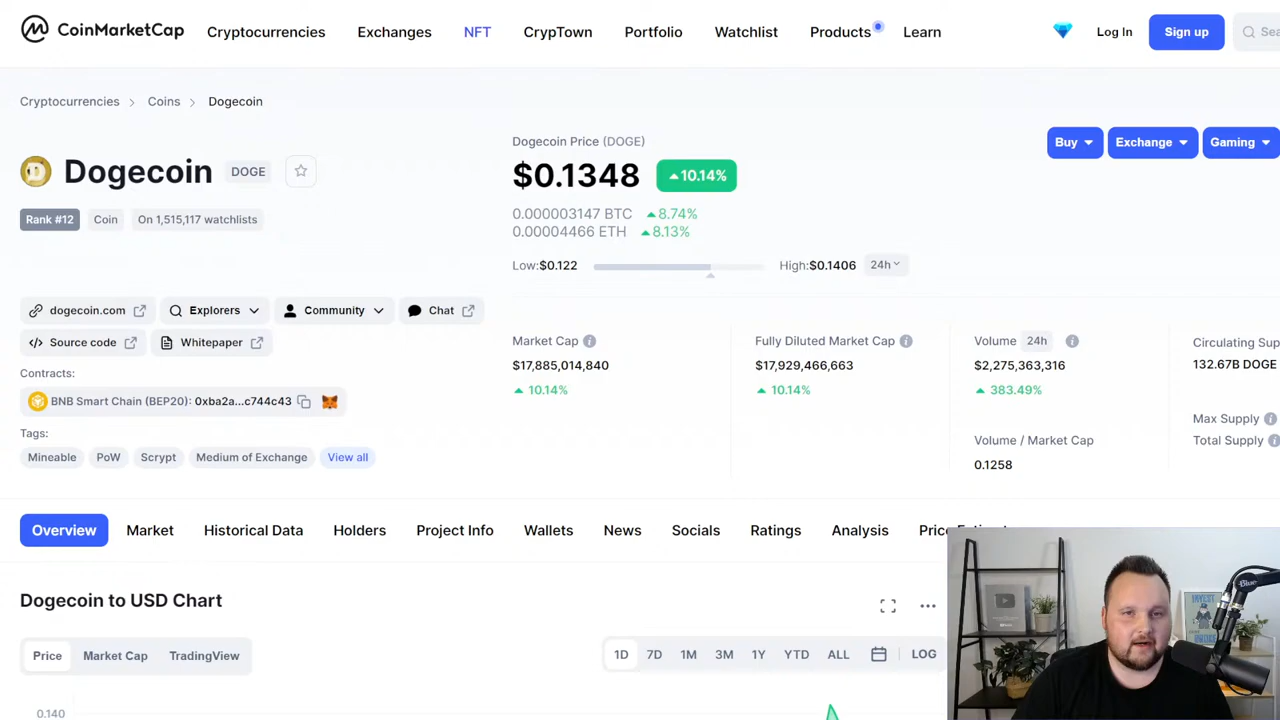 CoinMarketCap Cryptocurrencies Exchanges NFT CrypTown Portfolio Watchlist Products Learn Log In Sign up Sea
Cryptocurrencies > Coins > Dogecoin
Dogecoin DOGE
Rank #12 Coin On 1,515,117 watchlists
Dogecoin Price (DOGE)
$0.1348 10.14%
0.000003147 BTC 8.74%
0.00004466 ETH 8.13%
Low:$0.122 High:$0.1406 24h
Buy Exchange Gaming
dogecoin.com Explorers Community Chat
Source code Whitepaper
Contracts:
BNB Smart Chain (BEP20): 0xba2a...c744c43
Tags:
Mineable PoW Scrypt Medium of Exchange View all
Market Cap
$17,885,014,840
10.14%
Fully Diluted Market Cap
$17,929,466,663
10.14%
Volume 24h
$2,275,363,316
383.49%
Volume / Market Cap
0.1258
Circulating Sup
132.67B DOGE
Max Supply
Total Supply
Overview Market Historical Data Holders Project Info Wallets News Socials Ratings Analysis Price Estimat
Dogecoin to USD Chart
Price Market Cap TradingView
1D 7D 1M 3M 1Y YTD ALL LOG
0.140
INVEST
Blue